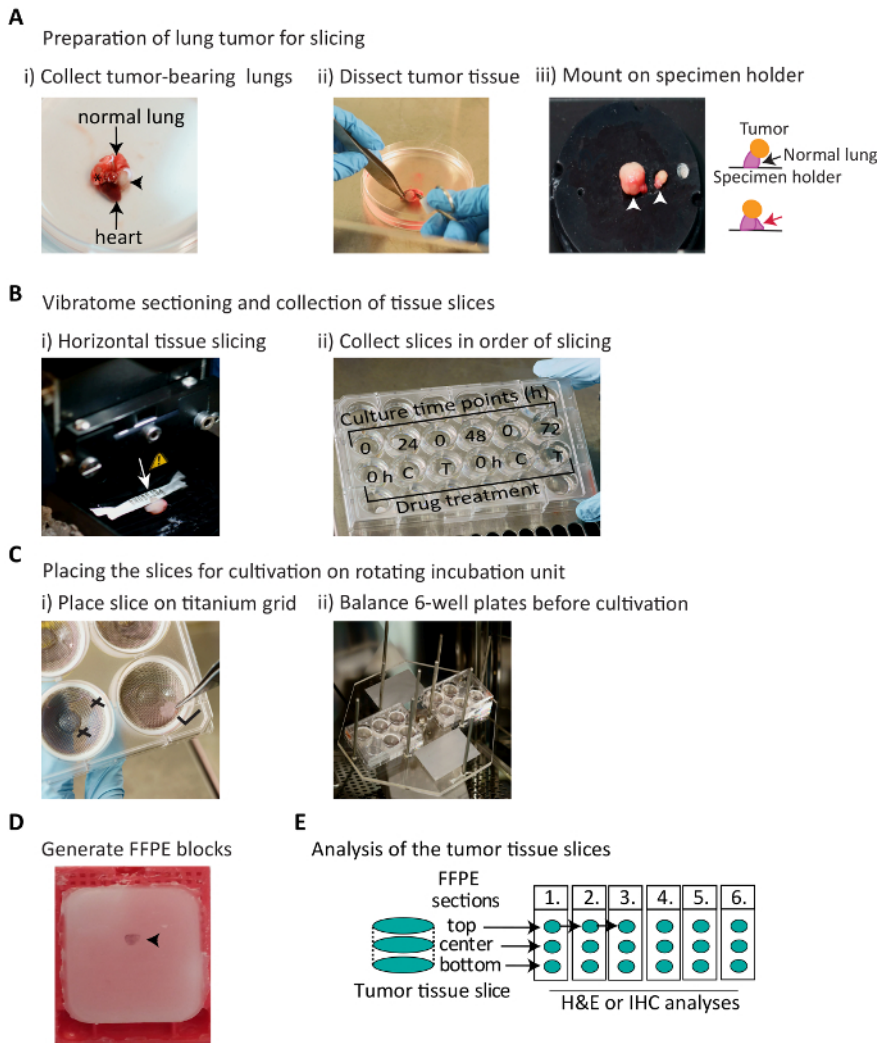 A
Preparation of lung tumor for slicing
i) Collect tumor-bearing lungs
ii) Dissect tumor tissue
iii) Mount on specimen holder
normal lung
heart
Tumor
Normal lung
Specimen holder
B
Vibratome sectioning and collection of tissue slices
i) Horizontal tissue slicing
ii) Collect slices in order of slicing
Culture time points (h)
0 24 0 48 0 72
0 h C T 0 h C T
Drug treatment
C
Placing the slices for cultivation on rotating incubation unit
i) Place slice on titanium grid
ii) Balance 6-well plates before cultivation
D
Generate FFPE blocks
E
Analysis of the tumor tissue slices
FFPE
sections
1. 2. 3. 4. 5. 6.
top
center
bottom
Tumor tissue slice
H&E or IHC analyses